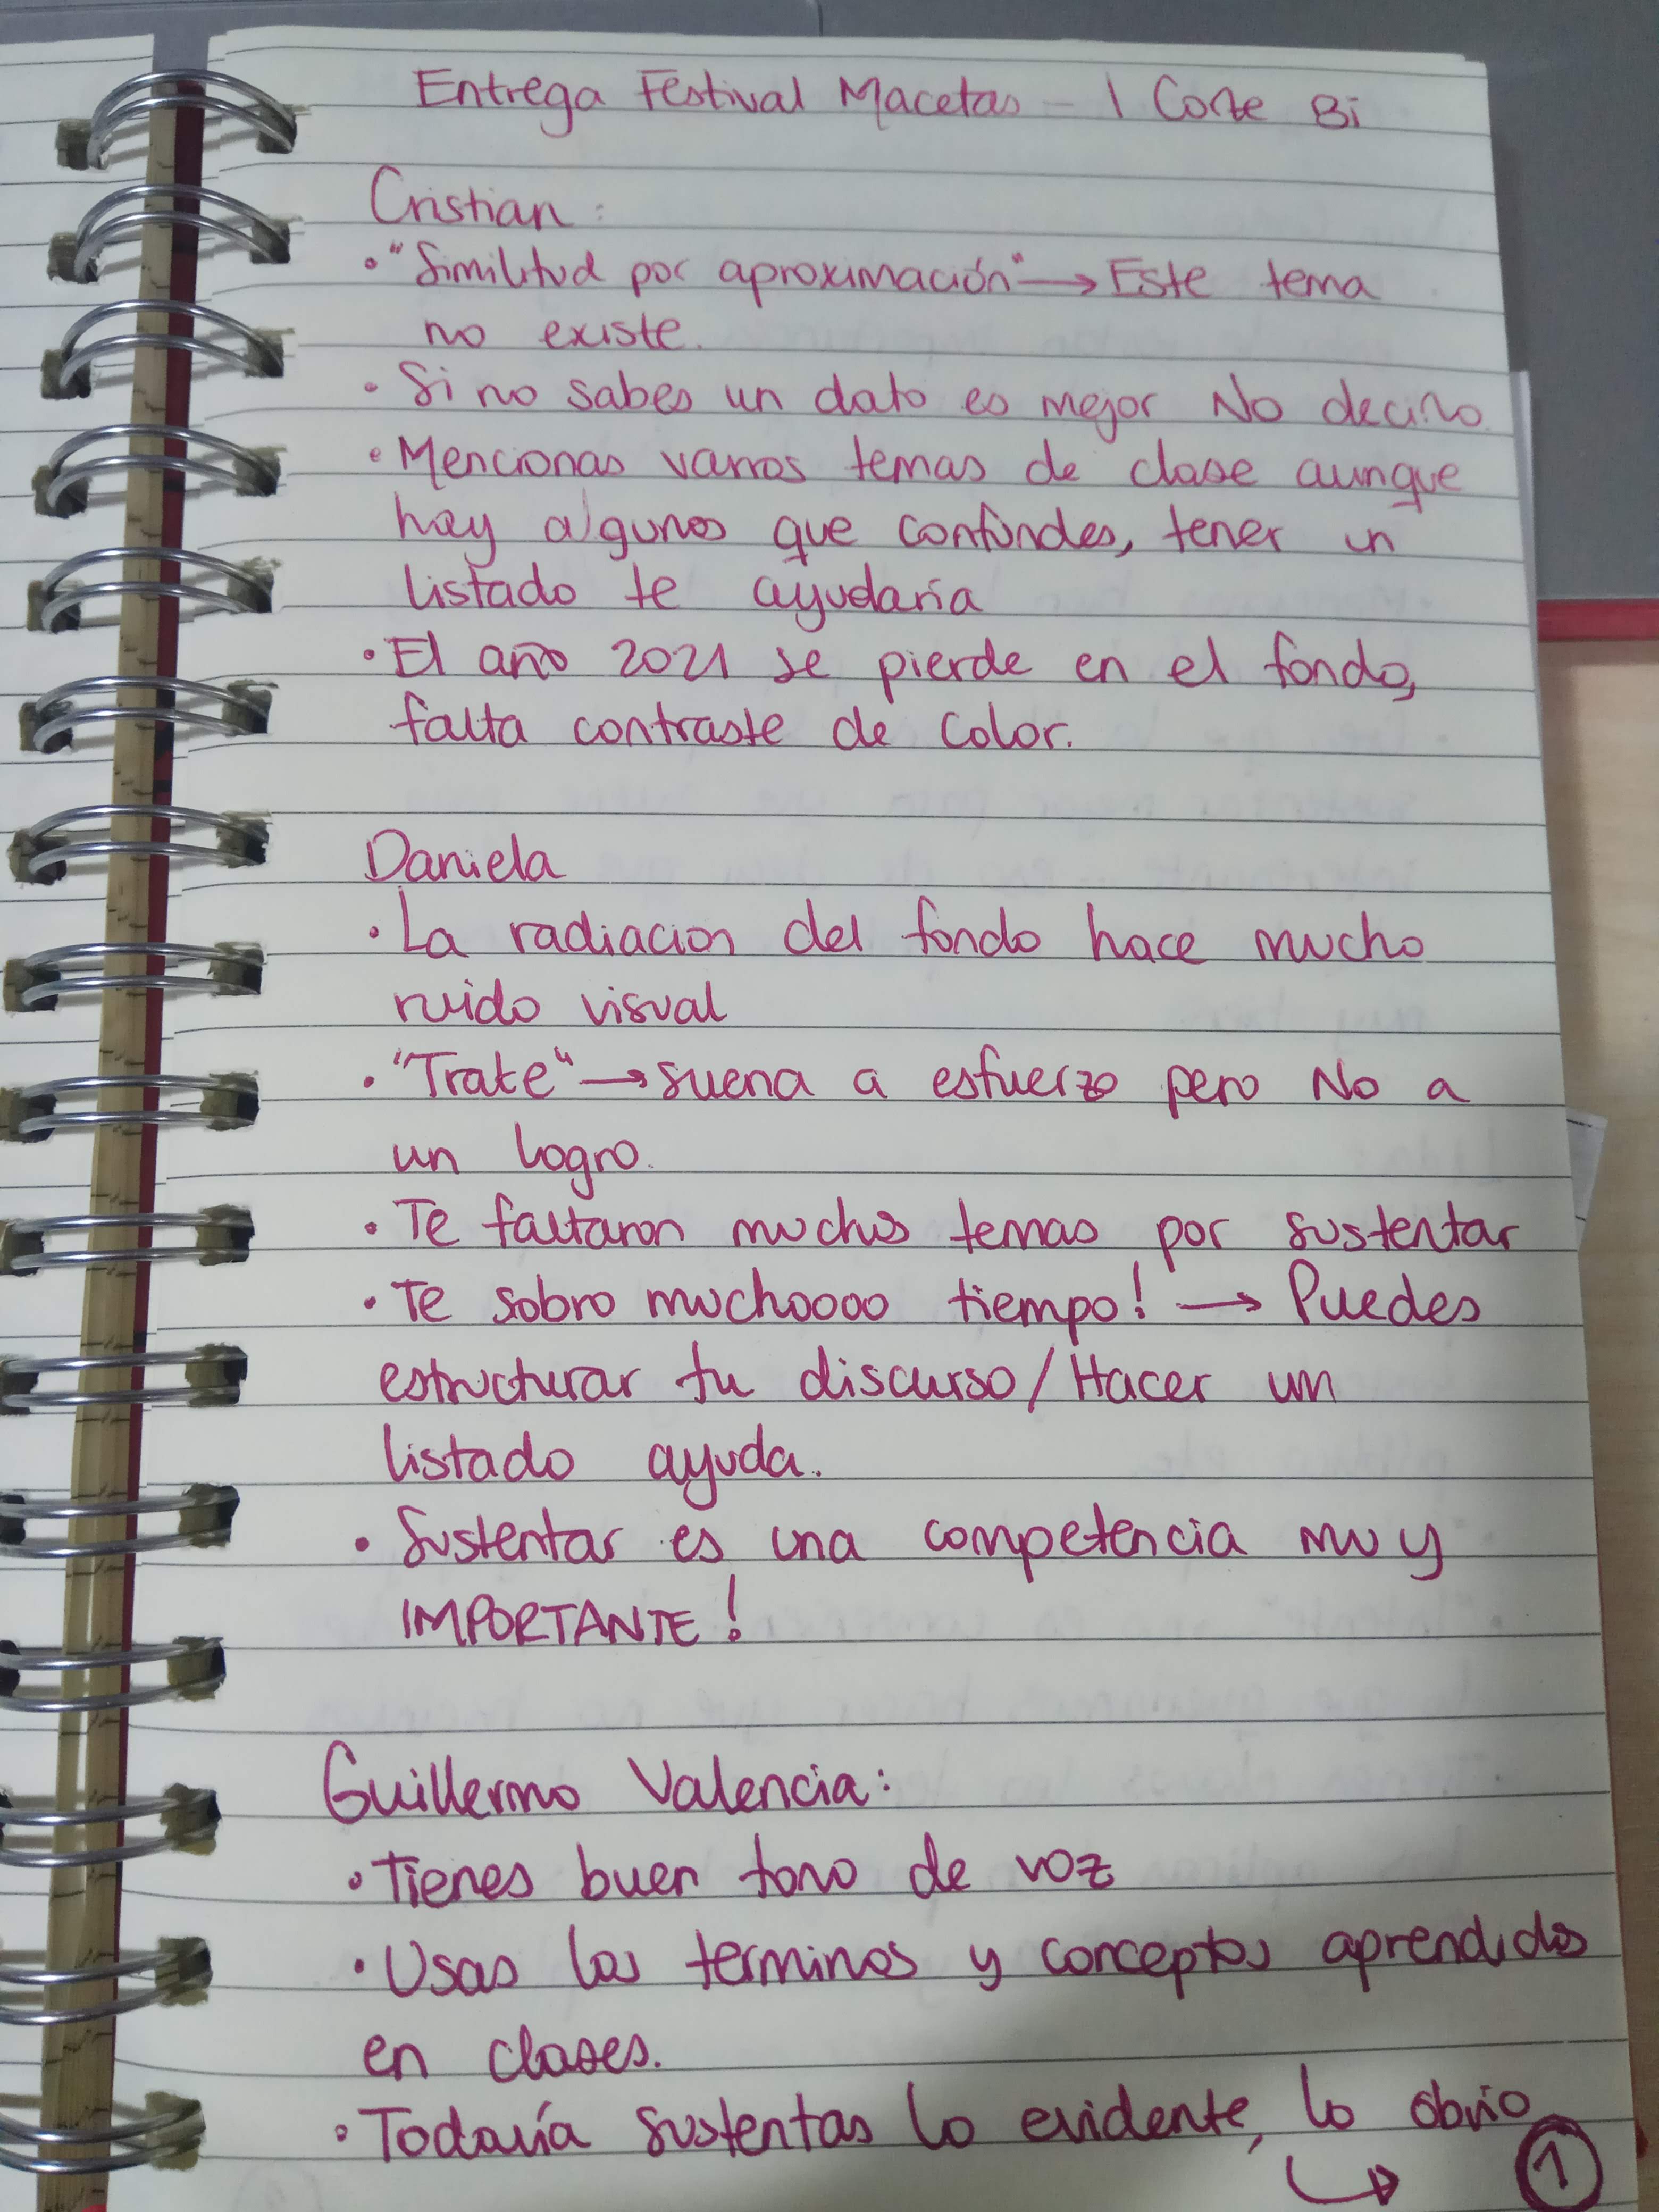 Entrega Festival Macetas - 1 Corte Bi
Cristian:
• "Similitud por aproximación" → Este tema
no existe.
• Si no sabes un dato es mejor No decirlo.
• Mencionas varios temas de clase aunque
hay algunos que confundes, tener un
listado te ayudaría
• El año 2021 se pierde en el fondo,
falta contraste de color.
Daniela
• La radiacion del fondo hace mucho
ruido visual
• "Trate" → suena a esfuerzo pero No a
un logro.
• Te faltaron muchos temas por sustentar
• Te sobro muchoooo tiempo! → Puedes
estructurar tu discurso/Hacer un
listado ayuda.
• Sustentar es una competencia muy
IMPORTANTE!
Guillermo Valencia:
• Tienes buen tono de voz
• Usas los terminos y conceptos aprendidos
en clases.
• Todavía sustentas lo evidente, lo obvio
→ 1